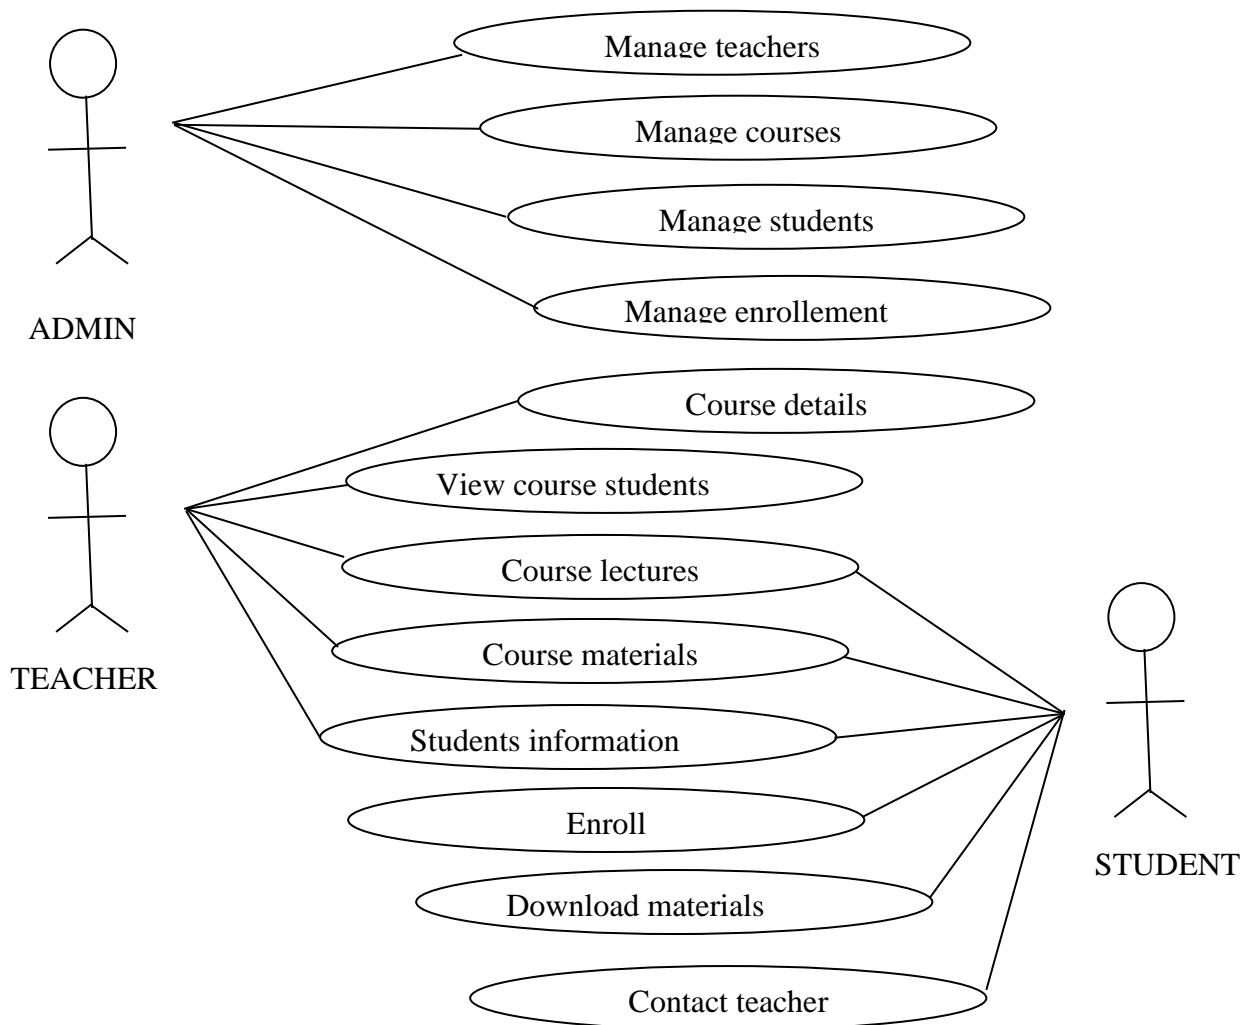 Manage teachers
Manage courses
Manage students
Manage enrollement
ADMIN
Course details
View course students
Course lectures
Course materials
TEACHER
Students information
Enroll
STUDENT
Download materials
Contact teacher